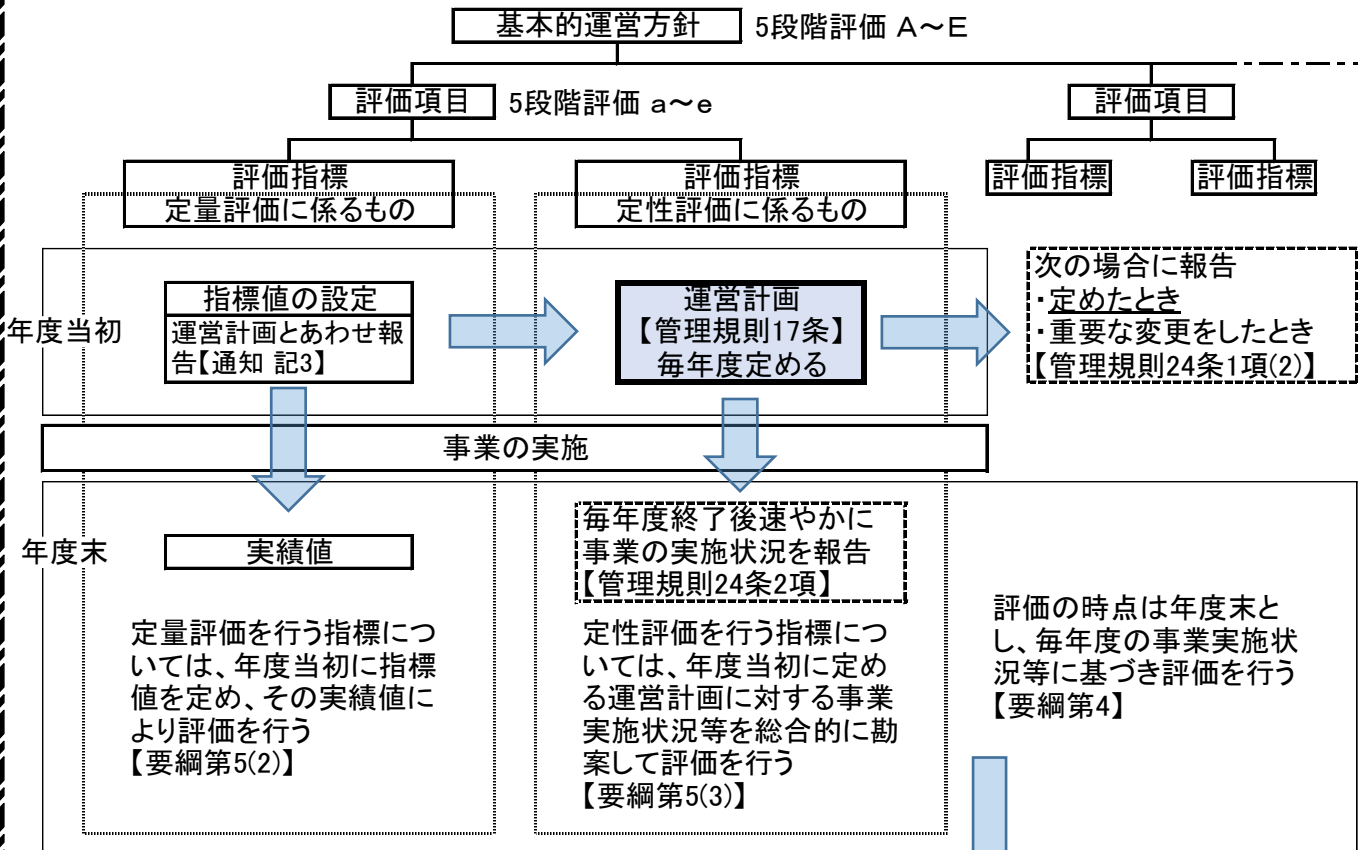 基本的運営方針 5段階評価 A～E
評価項目 5段階評価 a～e
評価項目
評価指標
定量評価に係るもの
評価指標
定性評価に係るもの
評価指標
評価指標
年度当初
指標値の設定
運営計画とあわせ報
告【通知 記3】
運営計画
【管理規則17条】
毎年度定める
次の場合に報告
・定めたとき
・重要な変更をしたとき
【管理規則24条1項(2)】
事業の実施
年度末
実績値
毎年度終了後速やかに
事業の実施状況を報告
【管理規則24条2項】
定量評価を行う指標につ
いては、年度当初に指標
値を定め、その実績値に
より評価を行う
【要綱第5(2)】
定性評価を行う指標につ
いては、年度当初に定め
る運営計画に対する事業
実施状況等を総合的に勘
案して評価を行う
【要綱第5(3)】
評価の時点は年度末と
し、毎年度の事業実施状
況等に基づき評価を行う
【要綱第4】